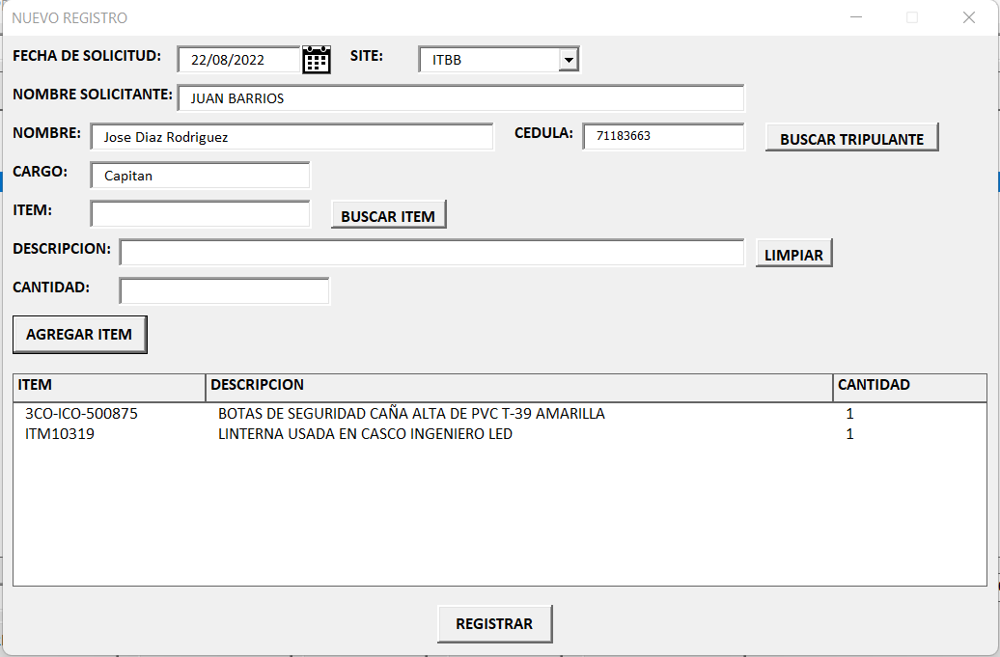 NUEVO REGISTRO
FECHA DE SOLICITUD: 22/08/2022 SITE: ITBB
NOMBRE SOLICITANTE: JUAN BARRIOS
NOMBRE: Jose Diaz Rodriguez CEDULA: 71183663 BUSCAR TRIPULANTE
CARGO: Capitan
ITEM: BUSCAR ITEM
DESCRIPCION: LIMPIAR
CANTIDAD:
AGREGAR ITEM
ITEM DESCRIPCION CANTIDAD
3CO-ICO-500875 BOTAS DE SEGURIDAD CAÑA ALTA DE PVC T-39 AMARILLA 1
ITM10319 LINTERNA USADA EN CASCO INGENIERO LED 1
REGISTRAR